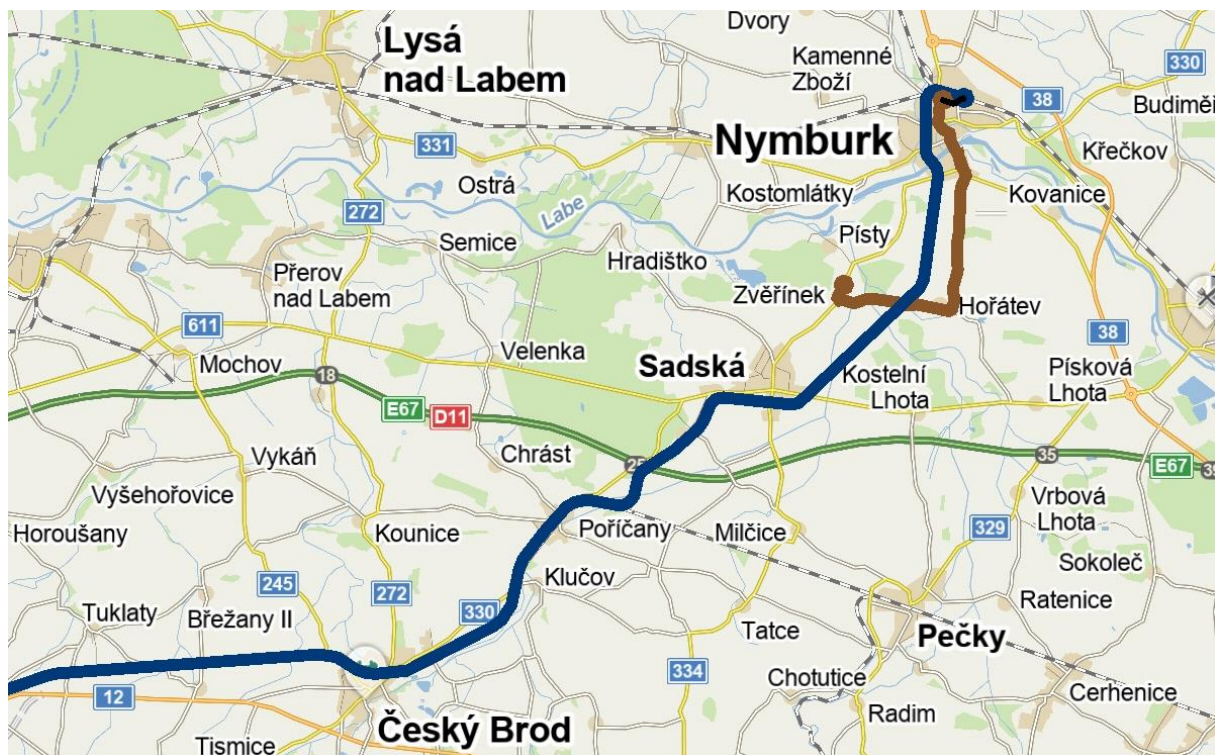 Dvory
Lysá
nad Labem
Kamenné
Zboží
330
38
Budiměř
Nymburk
331
Křečkov
Ostrá
Kostomlátky
Kovanice
272
Labe
Semice
Písty
Hradištko
Přerov
nad Labem
Zvěřínek
Hořátev
611
38
Velenka
Mochov
Sadská
18
Kostelní
Lhota
Písková
Lhota
E67
D11
Chrást
Vykáň
25
35
E67
39
Vyšehořovice
Vrbová
Lhota
Horoušany
Kounice
Poříčany
Milčice
329
Sokoleč
Klučov
245
272
330
Tuklaty
Břežany II
Ratenice
Tatce
Pečky
334
Chotutice
12
Cerhenice
Radim
Český Brod
Tismice